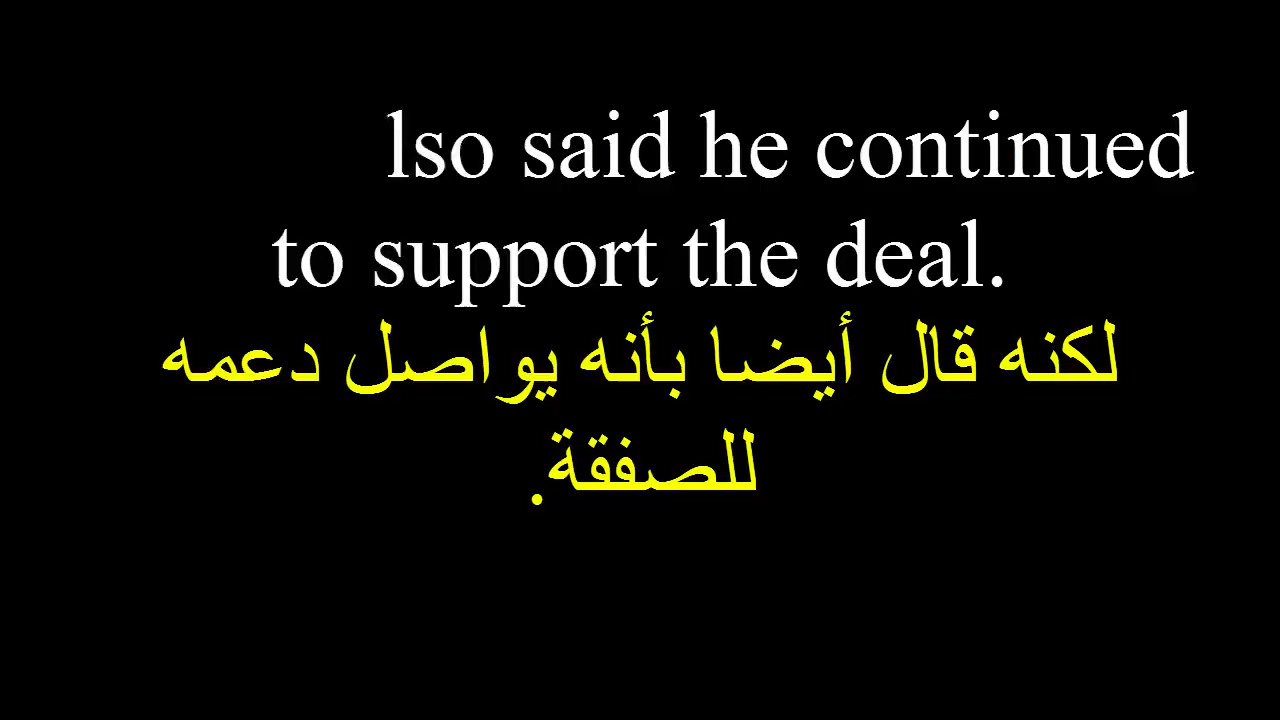 lso said he continued
to support the deal.
لكنه قال أيضا بأنه يواصل دعمه
للصفقة.